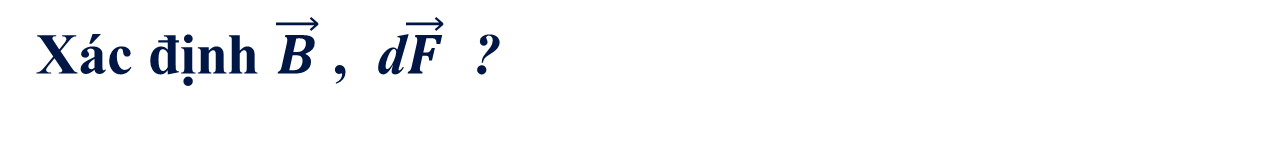 Xác định $\overrightarrow{B}$ , $d\overrightarrow{F}$ ?